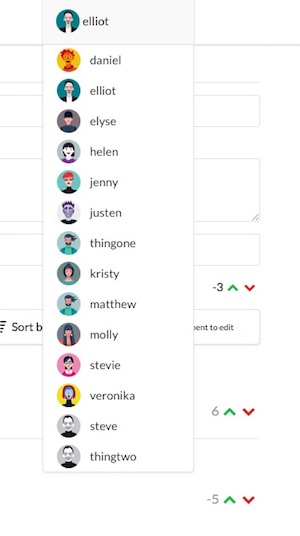 elliot
daniel
elliot
elyse
helen
jenny
justen
thingone
kristy
-3
matthew
Sort b
ent to edit
molly
stevie
veronika
6
steve
thingtwo
-5